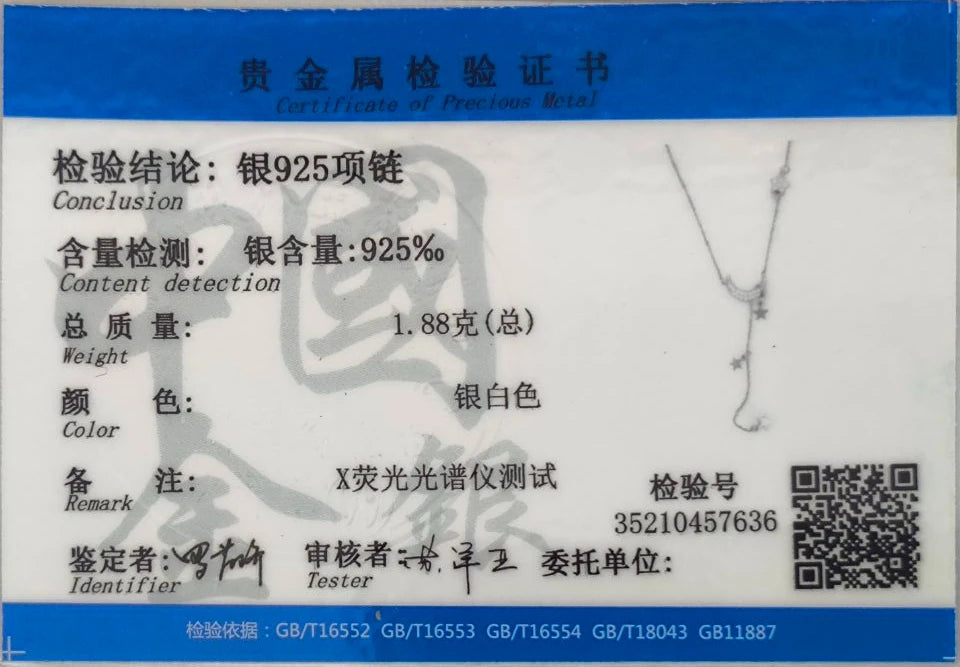 贵金属检验证书
Certificate of Precious Metal
检验结论: 银925项链
Conclusion
含量检测: 银含量:925‰
Content detection
总质量: 1.88克(总)
Weight
颜色: 银白色
Color
备注: X荧光光谱仪测试
Remark
检验号
35210457636
鉴定者: 审核者: 委托单位:
Identifier Tester
检验依据：GB/T16552 GB/T16553 GB/T16554 GB/T18043 GB11887
中國
金銀